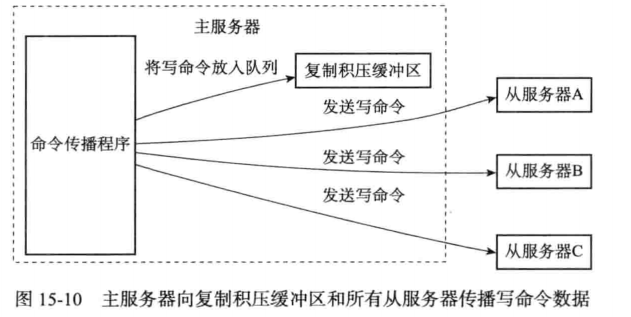 主服务器
将写命令放入队列
复制积压缓冲区
发送写命令
从服务器A
命令传播程序
发送写命令
从服务器B
发送写命令
从服务器C
图 15-10 主服务器向复制积压缓冲区和所有从服务器传播写命令数据